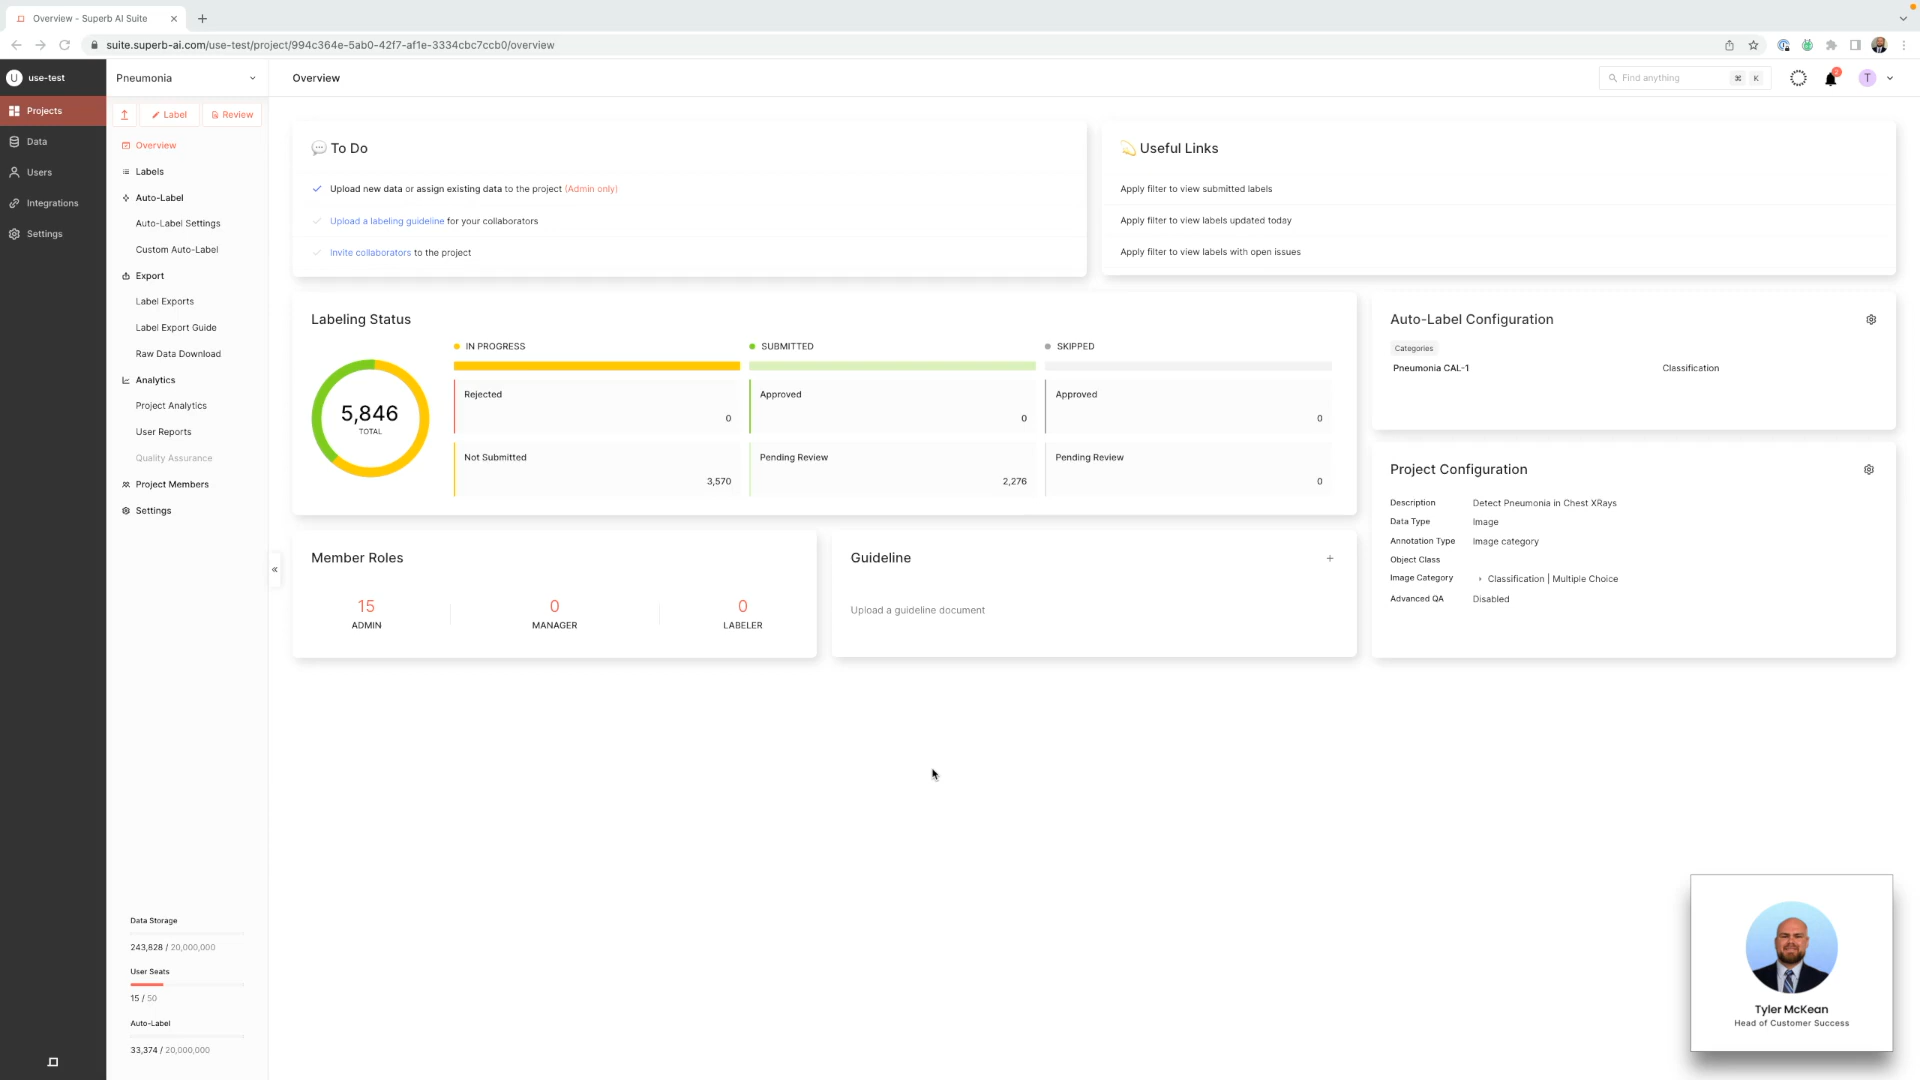 Overview - Superb AI Suite
suite.superb-ai.com/use-test/project/994c364e-5ab0-42f7-af1e-3334cbc7ccb0/overview
U use-test
Projects
Data
Users
Integrations
Settings
Pneumonia
Label
Review
Overview
Labels
Auto-Label
Auto-Label Settings
Custom Auto-Label
Export
Label Exports
Label Export Guide
Raw Data Download
Analytics
Project Analytics
User Reports
Quality Assurance
Project Members
Settings
Data Storage
243,828 / 20,000,000
User Seats
15 / 50
Auto-Label
33,374 / 20,000,000
Overview
Find anything ⌘ K
T
To Do
Upload new data or assign existing data to the project (Admin only)
Upload a labeling guideline for your collaborators
Invite collaborators to the project
Useful Links
Apply filter to view submitted labels
Apply filter to view labels updated today
Apply filter to view labels with open issues
Labeling Status
5,846
TOTAL
IN PROGRESS
Rejected
0
Not Submitted
3,570
SUBMITTED
Approved
0
Pending Review
2,276
SKIPPED
Approved
0
Pending Review
0
Auto-Label Configuration
Categories
Pneumonia CAL-1 Classification
Project Configuration
Description Detect Pneumonia in Chest XRays
Data Type Image
Annotation Type Image category
Object Class
Image Category Classification | Multiple Choice
Advanced QA Disabled
Member Roles
15
ADMIN
0
MANAGER
0
LABELER
Guideline
Upload a guideline document
Tyler McKean
Head of Customer Success